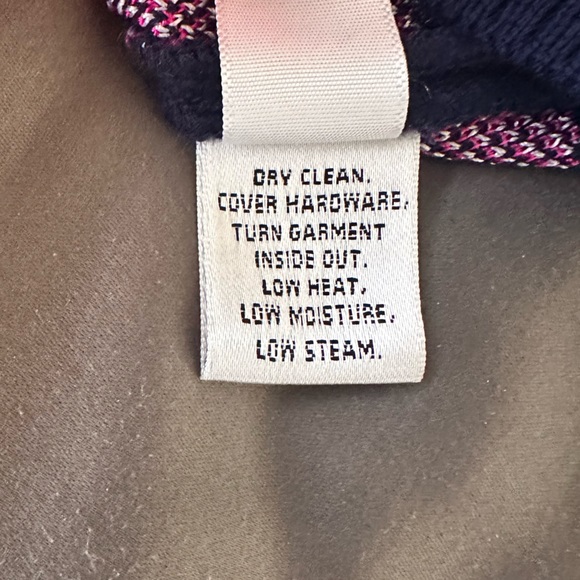 DRY CLEAN.
COVER HARDWARE,
TURN GARMENT
INSIDE OUT.
LOW HEAT,
LOW MOISTURE,
LOW STEAM.